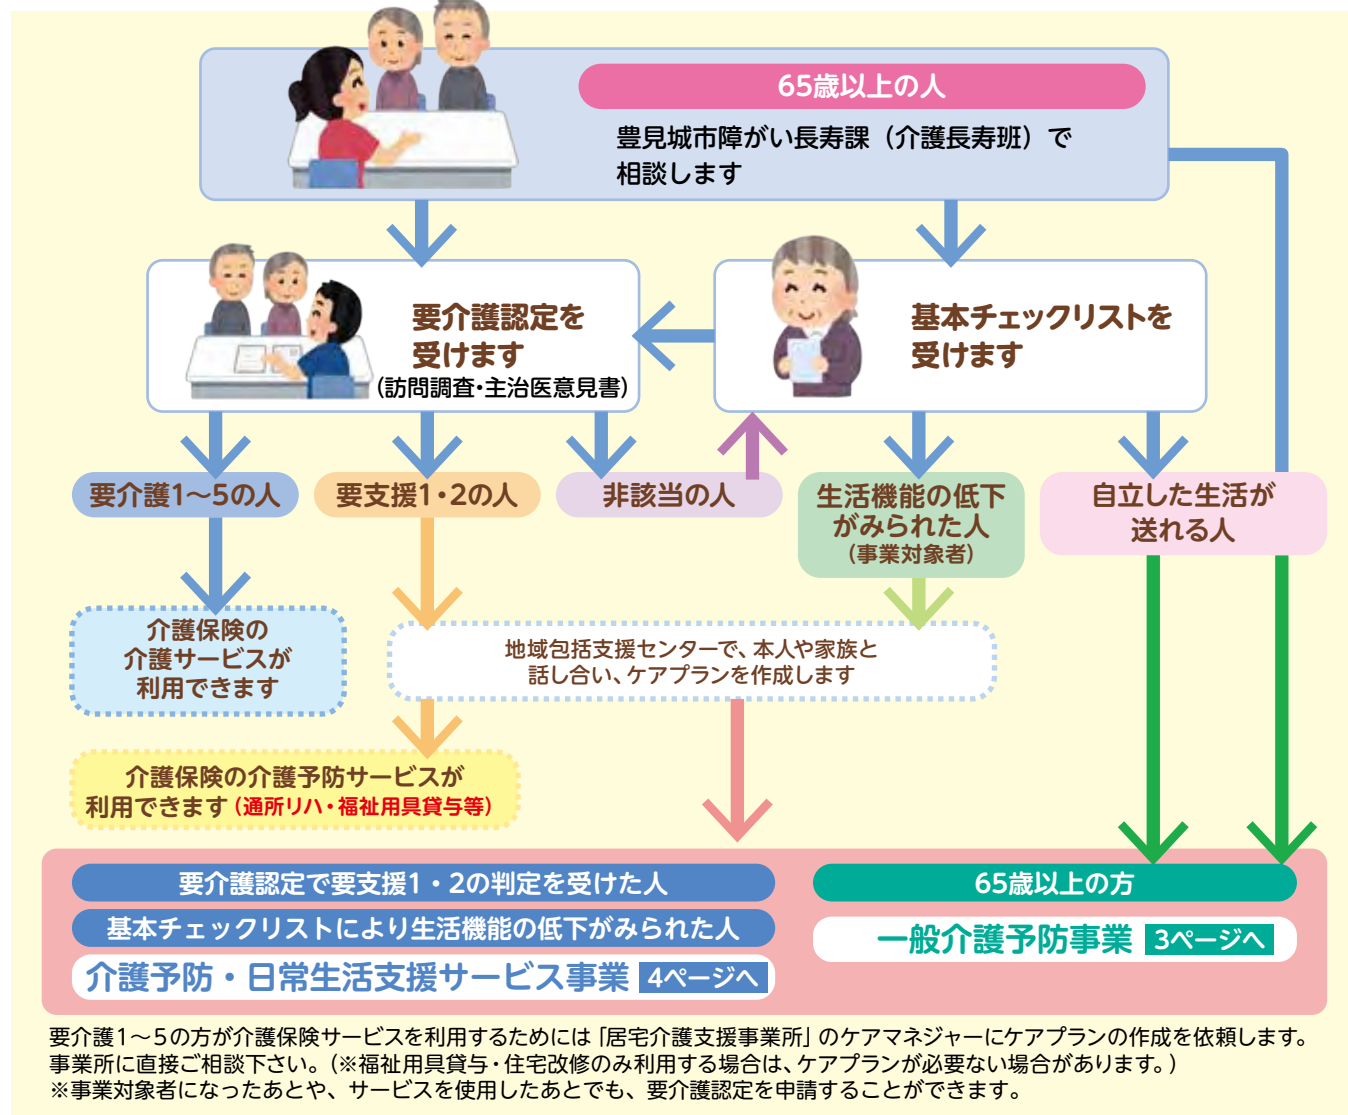 65歳以上の人
豊見城市障がい長寿課（介護長寿班）で
相談します
要介護認定を
受けます
（訪問調査・主治医意見書）
基本チェックリストを
受けます
要介護1～5の人
要支援1・2の人
非該当の人
生活機能の低下
がみられた人
（事業対象者）
自立した生活が
送れる人
介護保険の
介護サービスが
利用できます
地域包括支援センターで、本人や家族と
話し合い、ケアプランを作成します
介護保険の介護予防サービスが
利用できます（通所リハ・福祉用具貸与等）
要介護認定で要支援1・2の判定を受けた人
基本チェックリストにより生活機能の低下がみられた人
介護予防・日常生活支援サービス事業 4ページへ
65歳以上の方
一般介護予防事業 3ページへ
要介護1～5の方が介護保険サービスを利用するためには「居宅介護支援事業所」のケアマネジャーにケアプランの作成を依頼します。
事業所に直接ご相談下さい。（※福祉用具貸与・住宅改修のみ利用する場合は、ケアプランが必要ない場合があります。）
※事業対象者になったあとや、サービスを使用したあとでも、要介護認定を申請することができます。